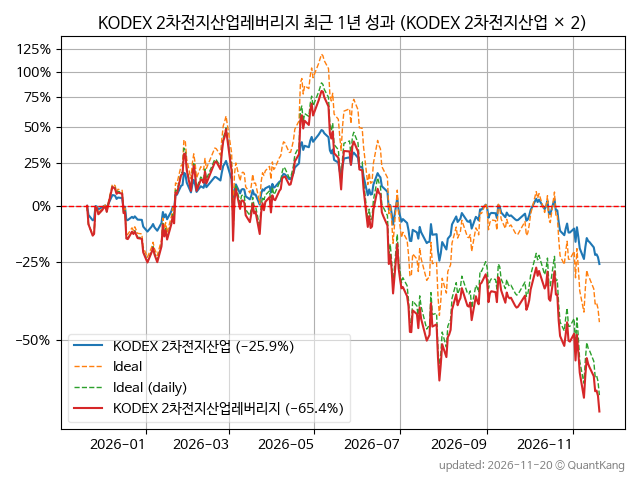 KODEX 2차전지산업레버리지 최근 1년 성과 (KODEX 2차전지산업 × 2)
125%
100%
75%
50%
25%
0%
−25%
−50%
KODEX 2차전지산업 (−25.9%)
Ideal
Ideal (daily)
KODEX 2차전지산업레버리지 (−65.4%)
2026-01 2026-03 2026-05 2026-07 2026-09 2026-11
updated: 2026-11-20 © QuantKang